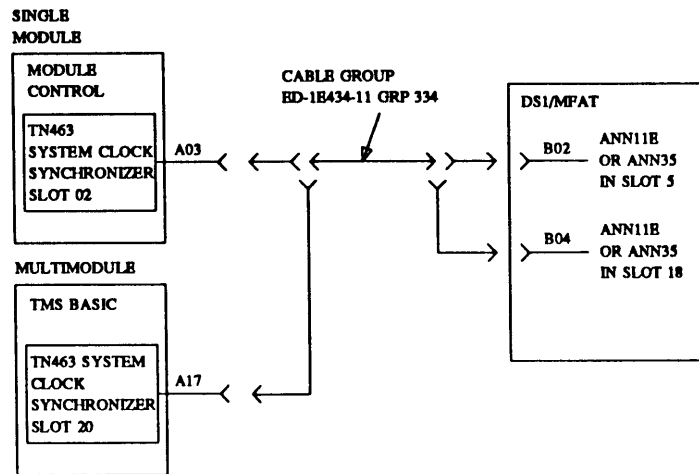 SINGLE
MODULE
MODULE
CONTROL
TN463
SYSTEM CLOCK
SYNCHRONIZER
SLOT 02
A03
CABLE GROUP
ED-1E434-11 GRP 334
DS1/MFAT
B02
ANN11E
OR ANN35
IN SLOT 5
B04
ANN11E
OR ANN35
IN SLOT 18
MULTIMODULE
TMS BASIC
TN463 SYSTEM
CLOCK
SYNCHRONIZER
SLOT 20
A17